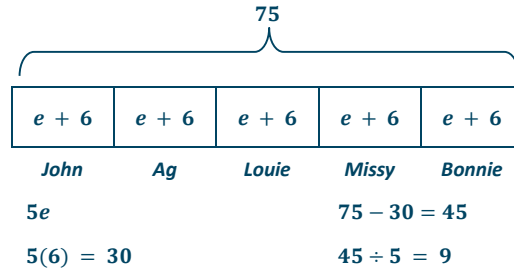 75
e + 6 e + 6 e + 6 e + 6 e + 6
John Ag Louie Missy Bonnie
5e 75 − 30 = 45
5(6) = 30 45 ÷ 5 = 9